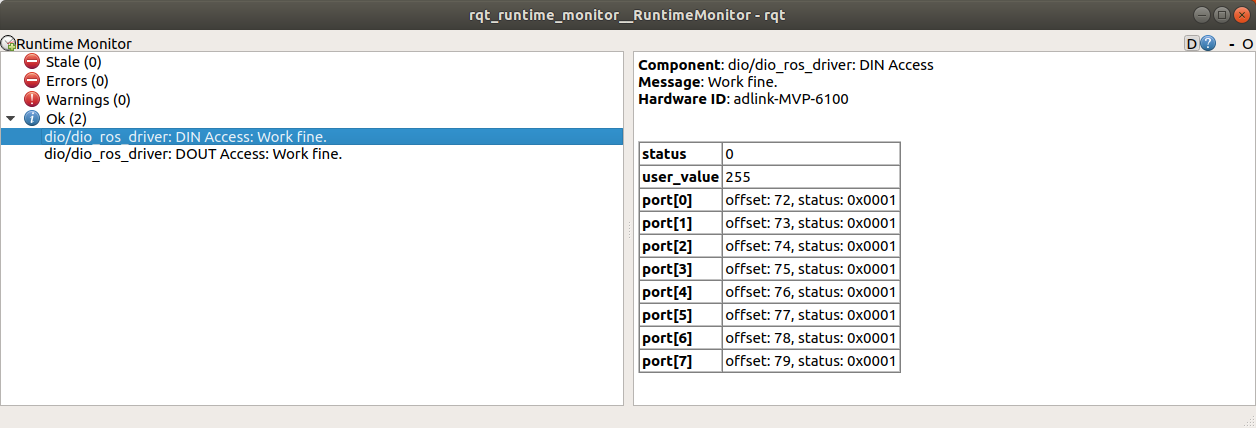 rqt_runtime_monitor__RuntimeMonitor - rqt
Runtime Monitor
D
- O
Stale (0)
Errors (0)
Warnings (0)
Ok (2)
dio/dio_ros_driver: DIN Access: Work fine.
dio/dio_ros_driver: DOUT Access: Work fine.
Component: dio/dio_ros_driver: DIN Access
Message: Work fine.
Hardware ID: adlink-MVP-6100
status 0
user_value 255
port[0] offset: 72, status: 0x0001
port[1] offset: 73, status: 0x0001
port[2] offset: 74, status: 0x0001
port[3] offset: 75, status: 0x0001
port[4] offset: 76, status: 0x0001
port[5] offset: 77, status: 0x0001
port[6] offset: 78, status: 0x0001
port[7] offset: 79, status: 0x0001